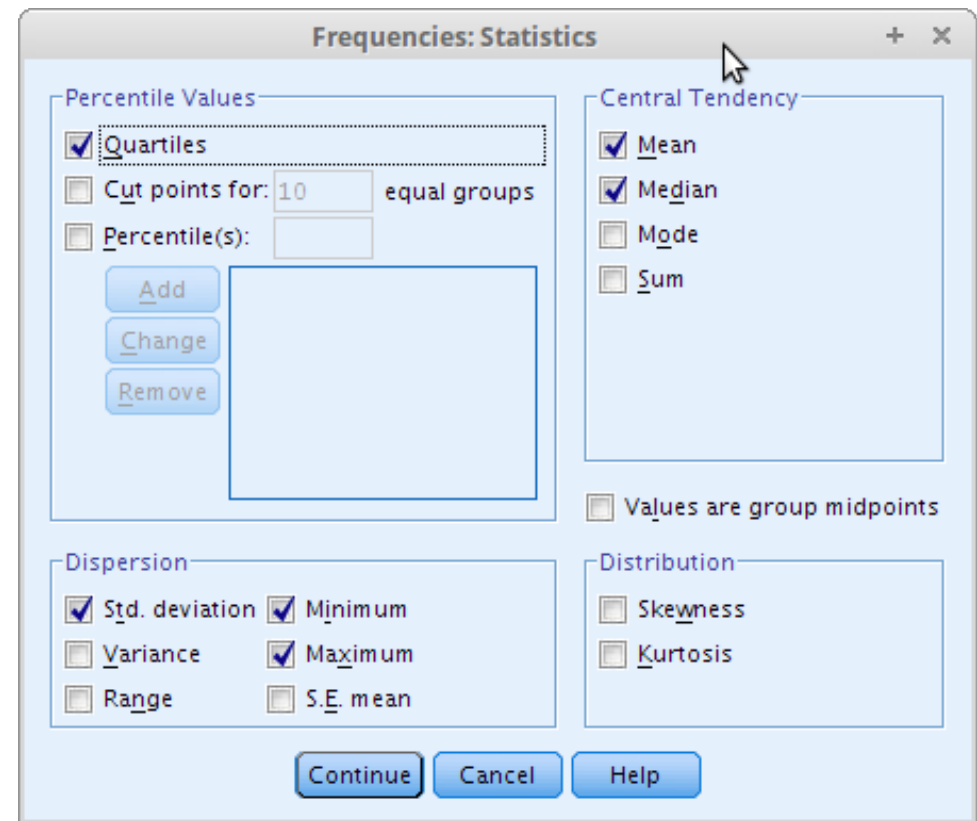 Frequencies: Statistics
Percentile Values
Quartiles
Cut points for: 10 equal groups
Percentile(s):
Add
Change
Remove
Central Tendency
Mean
Median
Mode
Sum
Values are group midpoints
Dispersion
Std. deviation
Minimum
Variance
Maximum
Range
S.E. mean
Distribution
Skewness
Kurtosis
Continue
Cancel
Help